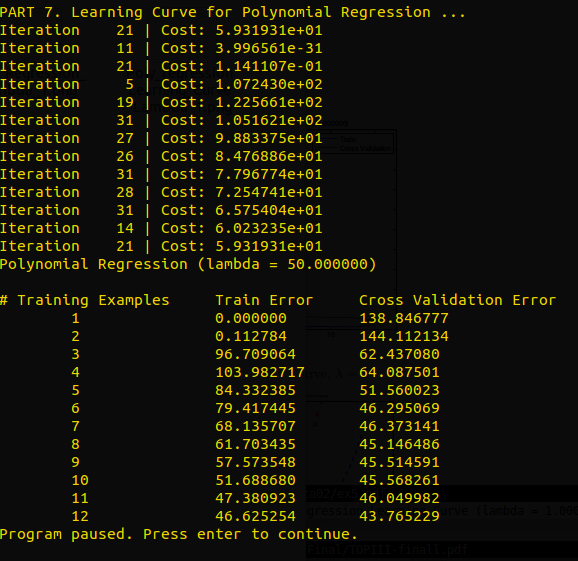 PART 7. Learning Curve for Polynomial Regression ...
Iteration    21 | Cost: 5.931931e+01
Iteration    11 | Cost: 3.996561e-31
Iteration    21 | Cost: 1.141107e-01
Iteration     5 | Cost: 1.072430e+02
Iteration    19 | Cost: 1.225661e+02
Iteration    31 | Cost: 1.051621e+02
Iteration    27 | Cost: 9.883375e+01
Iteration    26 | Cost: 8.476886e+01
Iteration    31 | Cost: 7.796774e+01
Iteration    28 | Cost: 7.254741e+01
Iteration    31 | Cost: 6.575404e+01
Iteration    14 | Cost: 6.023235e+01
Iteration    21 | Cost: 5.931931e+01
Polynomial Regression (lambda = 50.000000)
# Training Examples     Train Error     Cross Validation Error
        1               0.000000        138.846777
        2               0.112784        144.112134
        3               96.709064       62.437080
        4               103.982717      64.087501
        5               84.332385       51.560023
        6               79.417445       46.295069
        7               68.135707       46.373141
        8               61.703435       45.146486
        9               57.573548       45.514591
        10              51.688680       45.568261
        11              47.380923       46.049982
        12              46.625254       43.765229
Program paused. Press enter to continue.